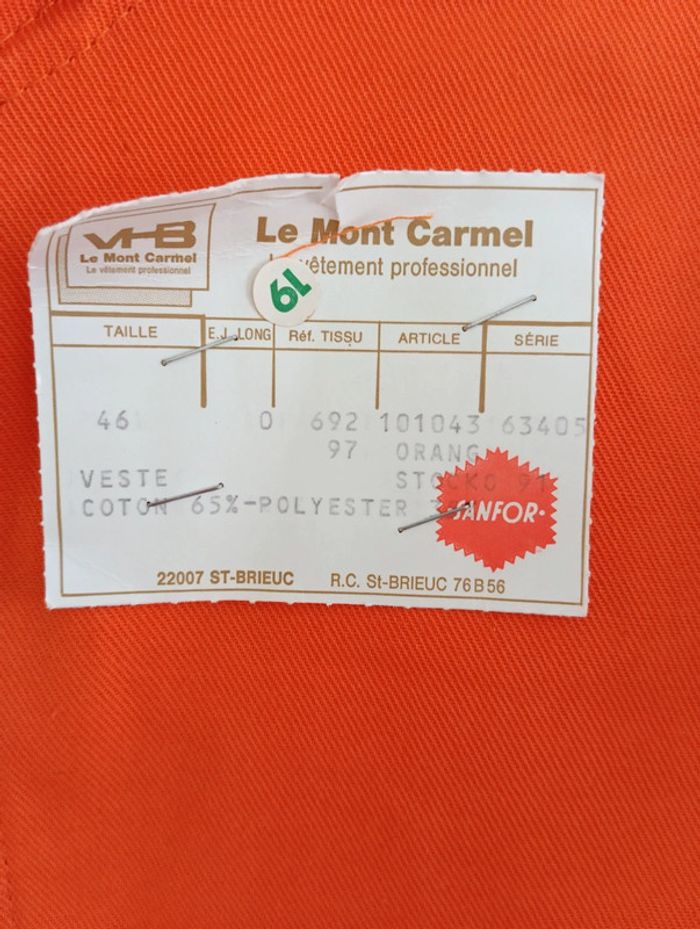 VHB
Le Mont Carmel
Le vêtement professionnel
Le Mont Carmel
vêtement professionnel
19
TAILLE E.J. LONG Réf. TISSU ARTICLE SÉRIE
46 0 692 101043 63405
97 ORANG
VESTE STOCKO 91
COTON 65%-POLYESTER
SANFOR·
22007 ST-BRIEUC R.C. St-BRIEUC 76 B 56